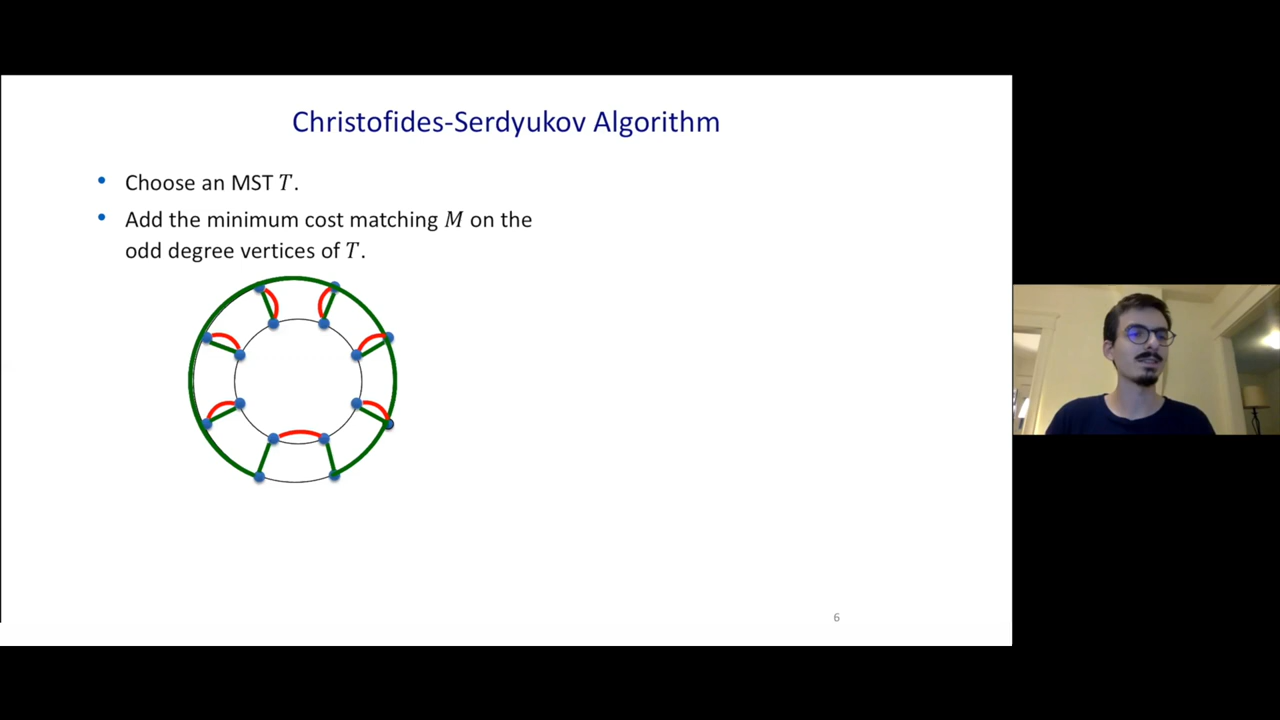 Christofides-Serdyukov Algorithm
• Choose an MST T.
• Add the minimum cost matching M on the
odd degree vertices of T.
6